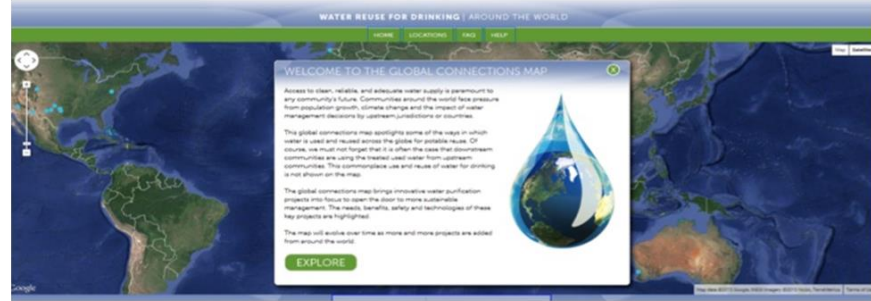 WATER REUSE FOR DRINKING | AROUND THE WORLD
HOME LOCATIONS FAQ HELP
Map Satellite
WELCOME TO THE GLOBAL CONNECTIONS MAP
Access to clean, reliable, and adequate water supply is paramount to
any community's future. Communities around the world face pressure
from population growth, climate change and the impact of water
management decisions by upstream jurisdictions or countries.
This global connections map spotlights some of the ways in which
water is used and reused across the globe for potable reuse. Of
course, we must not forget that it is often the case that downstream
communities are using the treated used water from upstream
communities. This commonplace use and reuse of water for drinking
is not shown on the map.
The global connections map brings innovative water purification
projects into focus to open the door to more sustainable
management. The needs, benefits, safety and technologies of these
key projects are highlighted.
The map will evolve over time as more and more projects are added
from around the world.
EXPLORE
Google